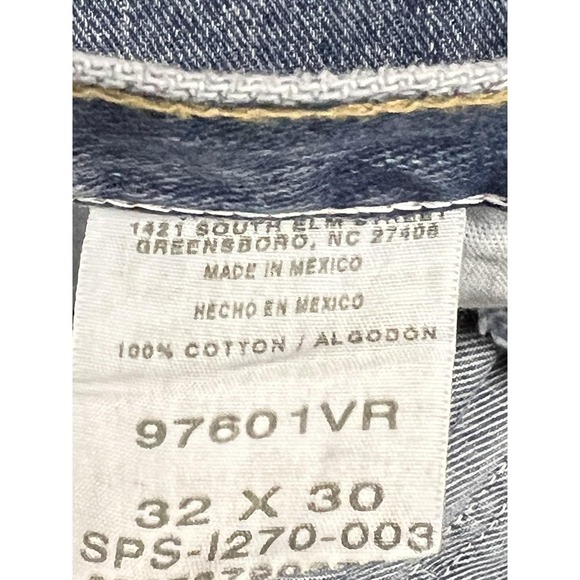 1421 SOUTH ELM STREET
GREENSBORO, NC 27406
MADE IN MEXICO
HECHO EN MEXICO
100% COTTON / ALGODON
97601VR
32 X 30
SPS-1270-003